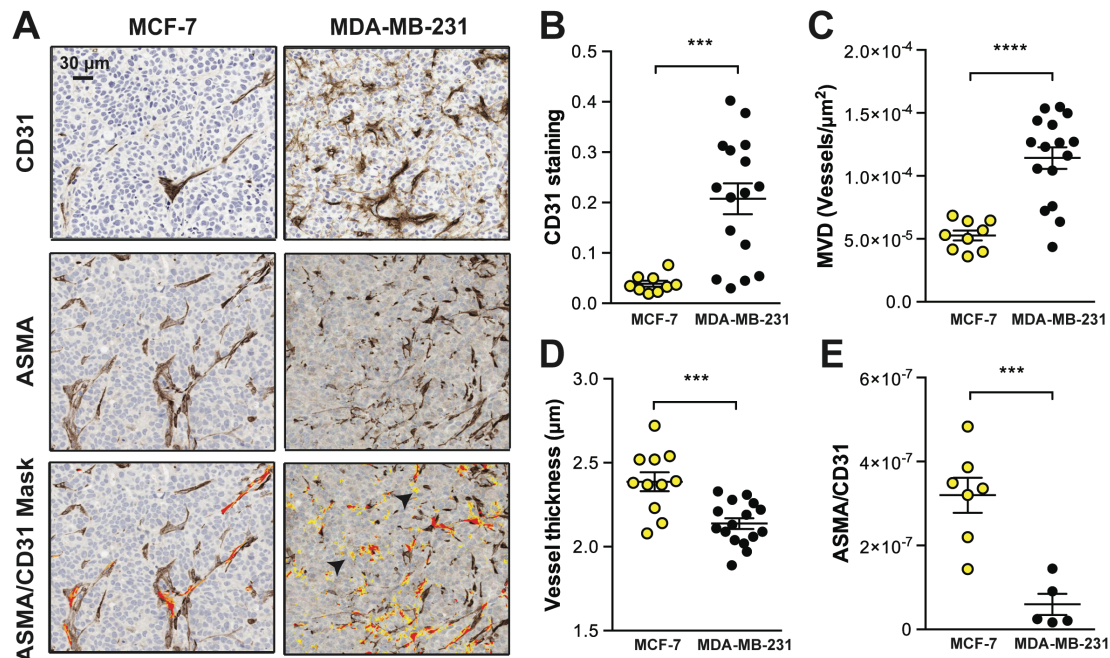 A
MCF-7
MDA-MB-231
30 µm
CD31
ASMA
ASMA/CD31 Mask
B
***
CD31 staining
0.5
0.4
0.3
0.2
0.1
0.0
MCF-7
MDA-MB-231
C
****
MVD (Vessels/µm²)
2.0×10⁻⁴
1.5×10⁻⁴
1.0×10⁻⁴
5.0×10⁻⁵
0.0
MCF-7
MDA-MB-231
D
***
Vessel thickness (µm)
3.0
2.5
2.0
1.5
MCF-7
MDA-MB-231
E
***
ASMA/CD31
6×10⁻⁷
4×10⁻⁷
2×10⁻⁷
0
MCF-7
MDA-MB-231